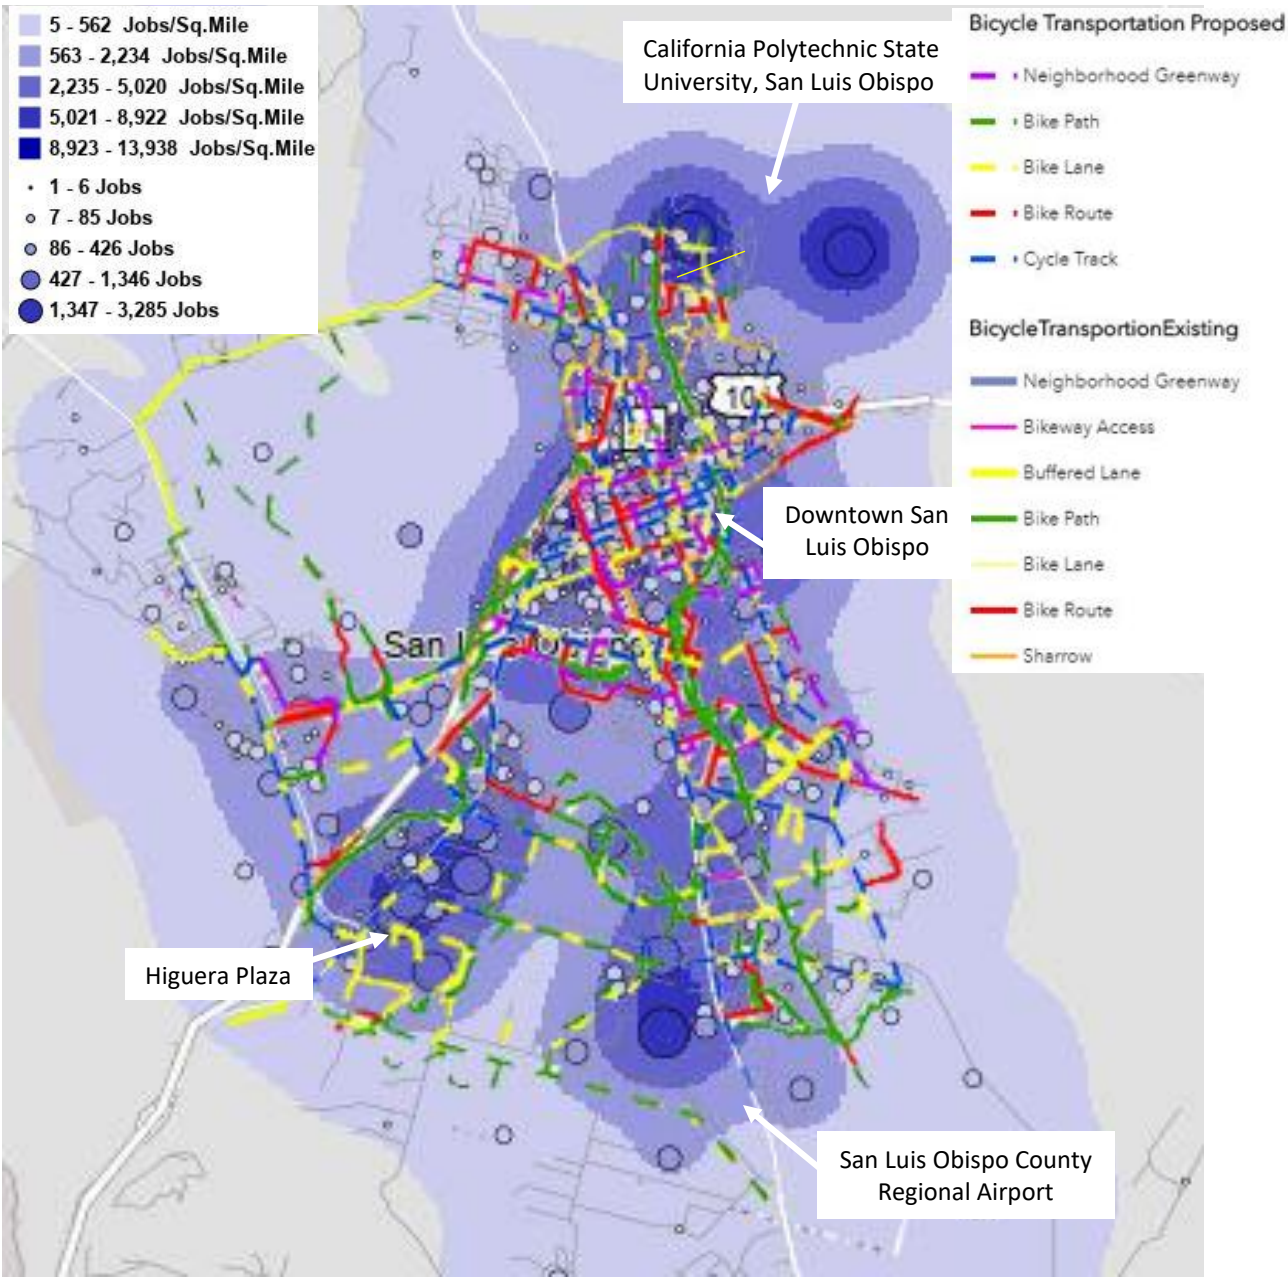 5 - 562 Jobs/Sq.Mile
563 - 2,234 Jobs/Sq.Mile
2,235 - 5,020 Jobs/Sq.Mile
5,021 - 8,922 Jobs/Sq.Mile
8,923 - 13,938 Jobs/Sq.Mile
1 - 6 Jobs
7 - 85 Jobs
86 - 426 Jobs
427 - 1,346 Jobs
1,347 - 3,285 Jobs
California Polytechnic State
University, San Luis Obispo
Bicycle Transportation Proposed
Neighborhood Greenway
Bike Path
Bike Lane
Bike Route
Cycle Track
BicycleTransportionExisting
Neighborhood Greenway
Bikeway Access
Buffered Lane
Bike Path
Bike Lane
Bike Route
Sharrow
10
Downtown San
Luis Obispo
San
Higuera Plaza
San Luis Obispo County
Regional Airport